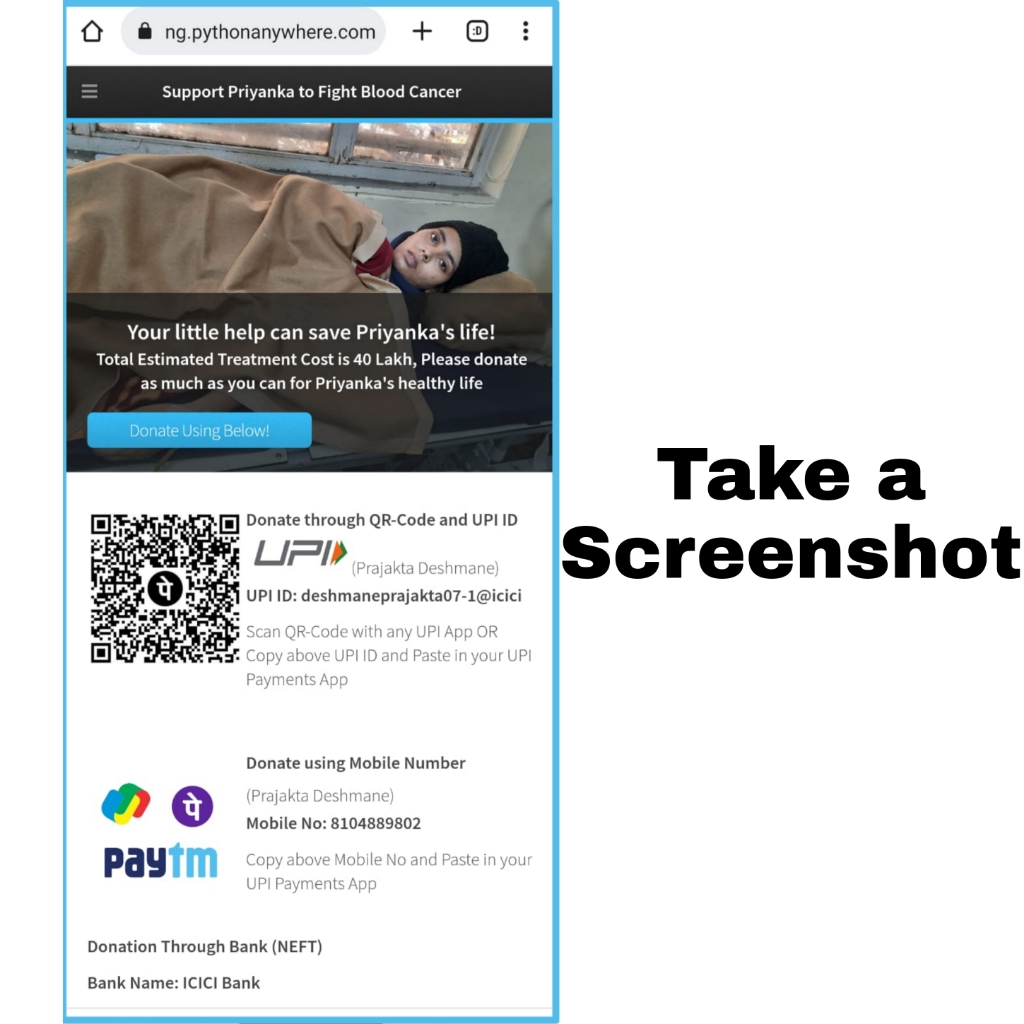 ng.pythonanywhere.com
:D
Support Priyanka to Fight Blood Cancer
Your little help can save Priyanka's life!
Total Estimated Treatment Cost is 40 Lakh, Please donate
as much as you can for Priyanka's healthy life
Donate Using Below!
Donate through QR-Code and UPI ID
UPI
(Prajakta Deshmane)
UPI ID: deshmaneprajakta07-1@icici
पे
Scan QR-Code with any UPI App OR
Copy above UPI ID and Paste in your UPI
Payments App
Take a
Screenshot
Donate using Mobile Number
(Prajakta Deshmane)
Mobile No: 8104889802
पे
paytm
Copy above Mobile No and Paste in your
UPI Payments App
Donation Through Bank (NEFT)
Bank Name: ICICI Bank